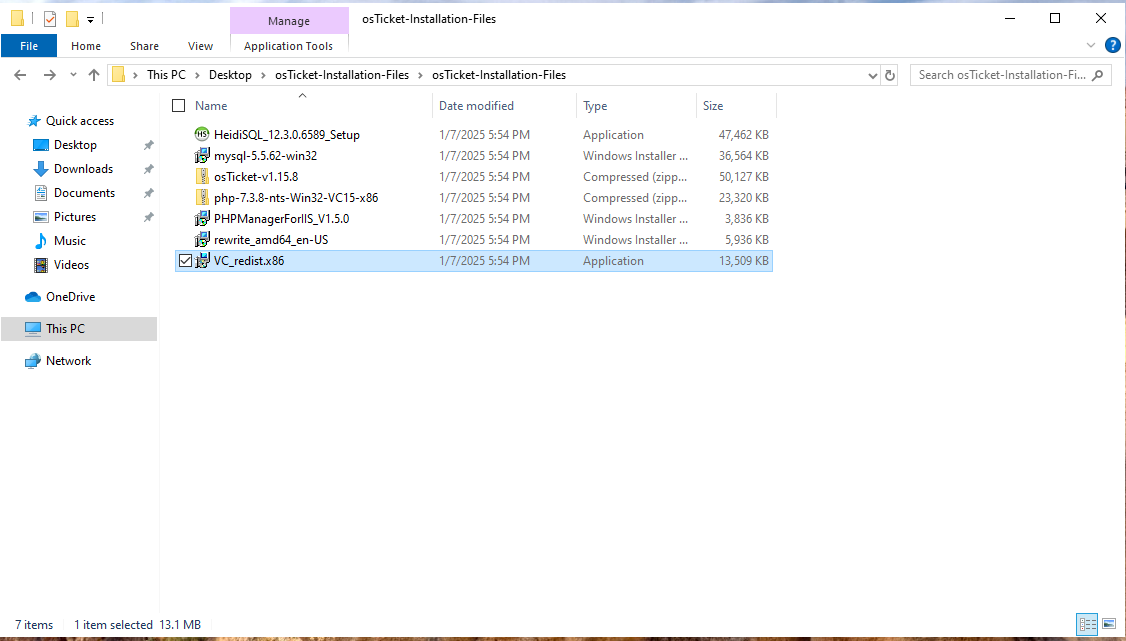 Manage
osTicket-Installation-Files
File
Home
Share
View
Application Tools
?
This PC
Desktop
osTicket-Installation-Files
osTicket-Installation-Files
Search osTicket-Installation-Fi...
Quick access
Desktop
Downloads
Documents
Pictures
Music
Videos
OneDrive
This PC
Network
Name Date modified Type Size
HS HeidiSQL_12.3.0.6589_Setup 1/7/2025 5:54 PM Application 47,462 KB
mysql-5.5.62-win32 1/7/2025 5:54 PM Windows Installer ... 36,564 KB
osTicket-v1.15.8 1/7/2025 5:54 PM Compressed (zipp... 50,127 KB
php-7.3.8-nts-Win32-VC15-x86 1/7/2025 5:54 PM Compressed (zipp... 23,320 KB
PHPManagerForIIS_V1.5.0 1/7/2025 5:54 PM Windows Installer ... 3,836 KB
rewrite_amd64_en-US 1/7/2025 5:54 PM Windows Installer ... 5,936 KB
VC_redist.x86 1/7/2025 5:54 PM Application 13,509 KB
7 items 1 item selected 13.1 MB